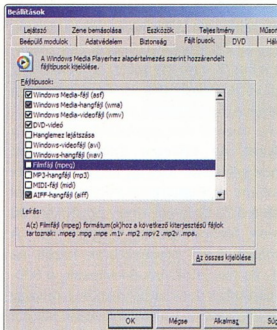 Beállítások
Lejátszó Zene bemásolása Eszközök Teljesítmény
Beépülő modulok Adatvédelem Biztonság Fájltípusok DVD
A Windows Media Playerhez alapértelmezés szerint hozzárendelt
fájltípusok kijelölése.
Fájltípusok:
Windows Media-fájl (asf)
Windows Media-hangfájl (wma)
Windows Media-videofájl (wmv)
DVD-videó
Hanglemez lejátszása
Windows-videofájl (avi)
Windows-hangfájl (wav)
Filmfájl (mpeg)
MP3-hangfájl (mp3)
MIDI-fájl (midi)
AIFF-hangfájl (aiff)
Leírás:
A(z) Filmfájl (mpeg) formátum(ok)hoz a következő kiterjesztésű fájlok
tartoznak: .mpeg .mpg .mpe .m1v .mp2 .mpv2 .mp2v .mpa.
Az összes kijelölése
OK Mégse Alkalmaz